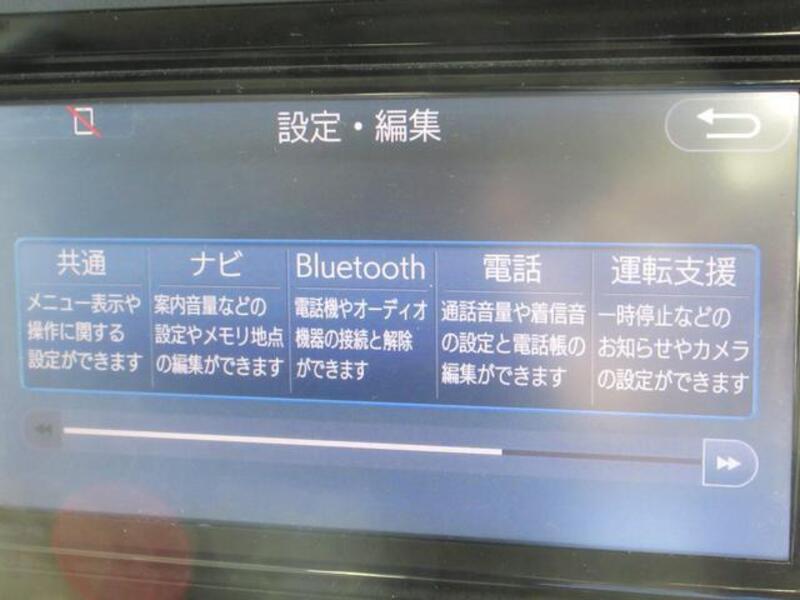 設定・編集
共通
メニュー表示や
操作に関する
設定ができます
ナビ
案内音量などの
設定やメモリ地点
の編集ができます
Bluetooth
電話機やオーディオ
機器の接続と解除
ができます
電話
通話音量や着信音
の設定と電話帳の
編集ができます
運転支援
一時停止などの
お知らせやカメラ
の設定ができます